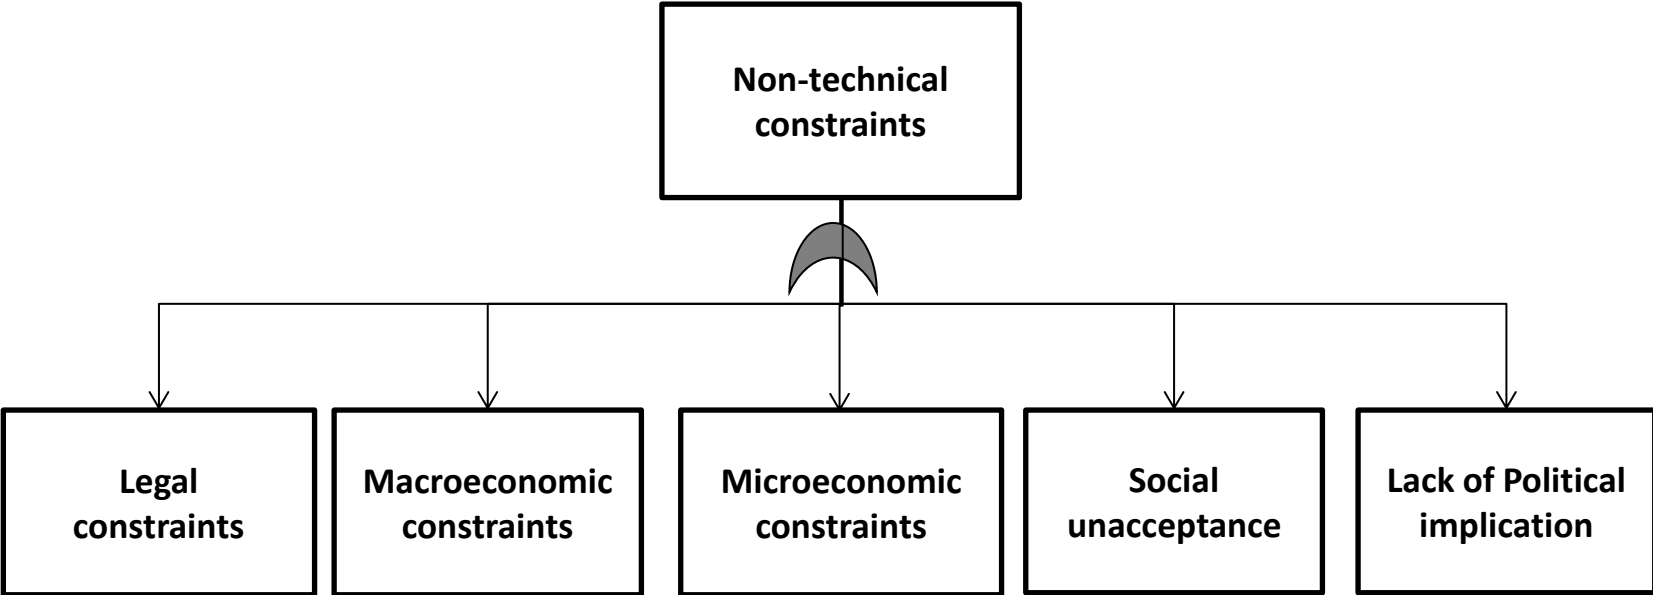 Non-technical
constraints
Legal
constraints
Macroeconomic
constraints
Microeconomic
constraints
Social
unacceptance
Lack of Political
implication